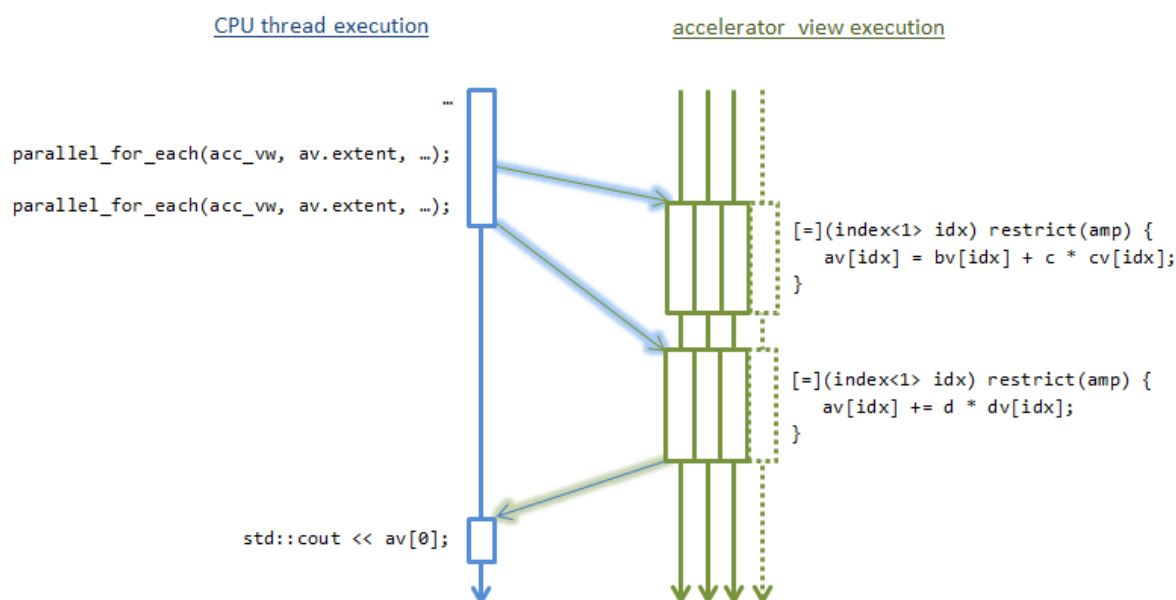 CPU thread execution
accelerator_view execution
…
parallel_for_each(acc_vw, av.extent, …);
parallel_for_each(acc_vw, av.extent, …);
[=](index<1> idx) restrict(amp) {
av[idx] = bv[idx] + c * cv[idx];
}
[=](index<1> idx) restrict(amp) {
av[idx] += d * dv[idx];
}
std::cout << av[0];